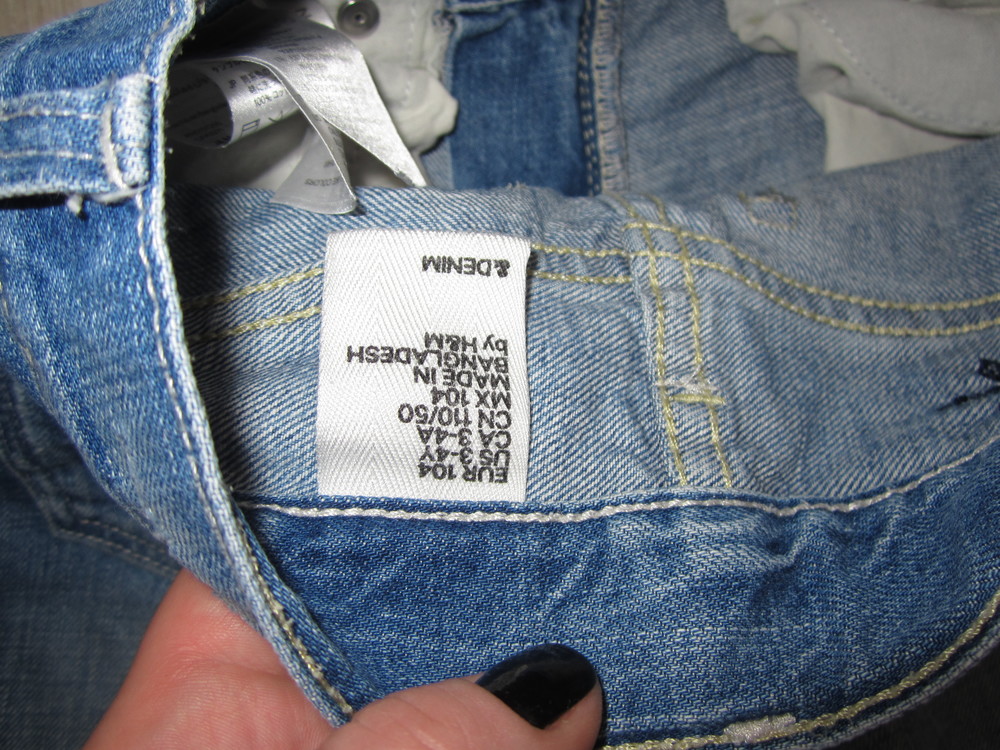 EUR 104
US 3-4Y
CA 3-4A
CN 110/50
MX 104
MADE IN
BANGLADESH
by H&M
&DENIM